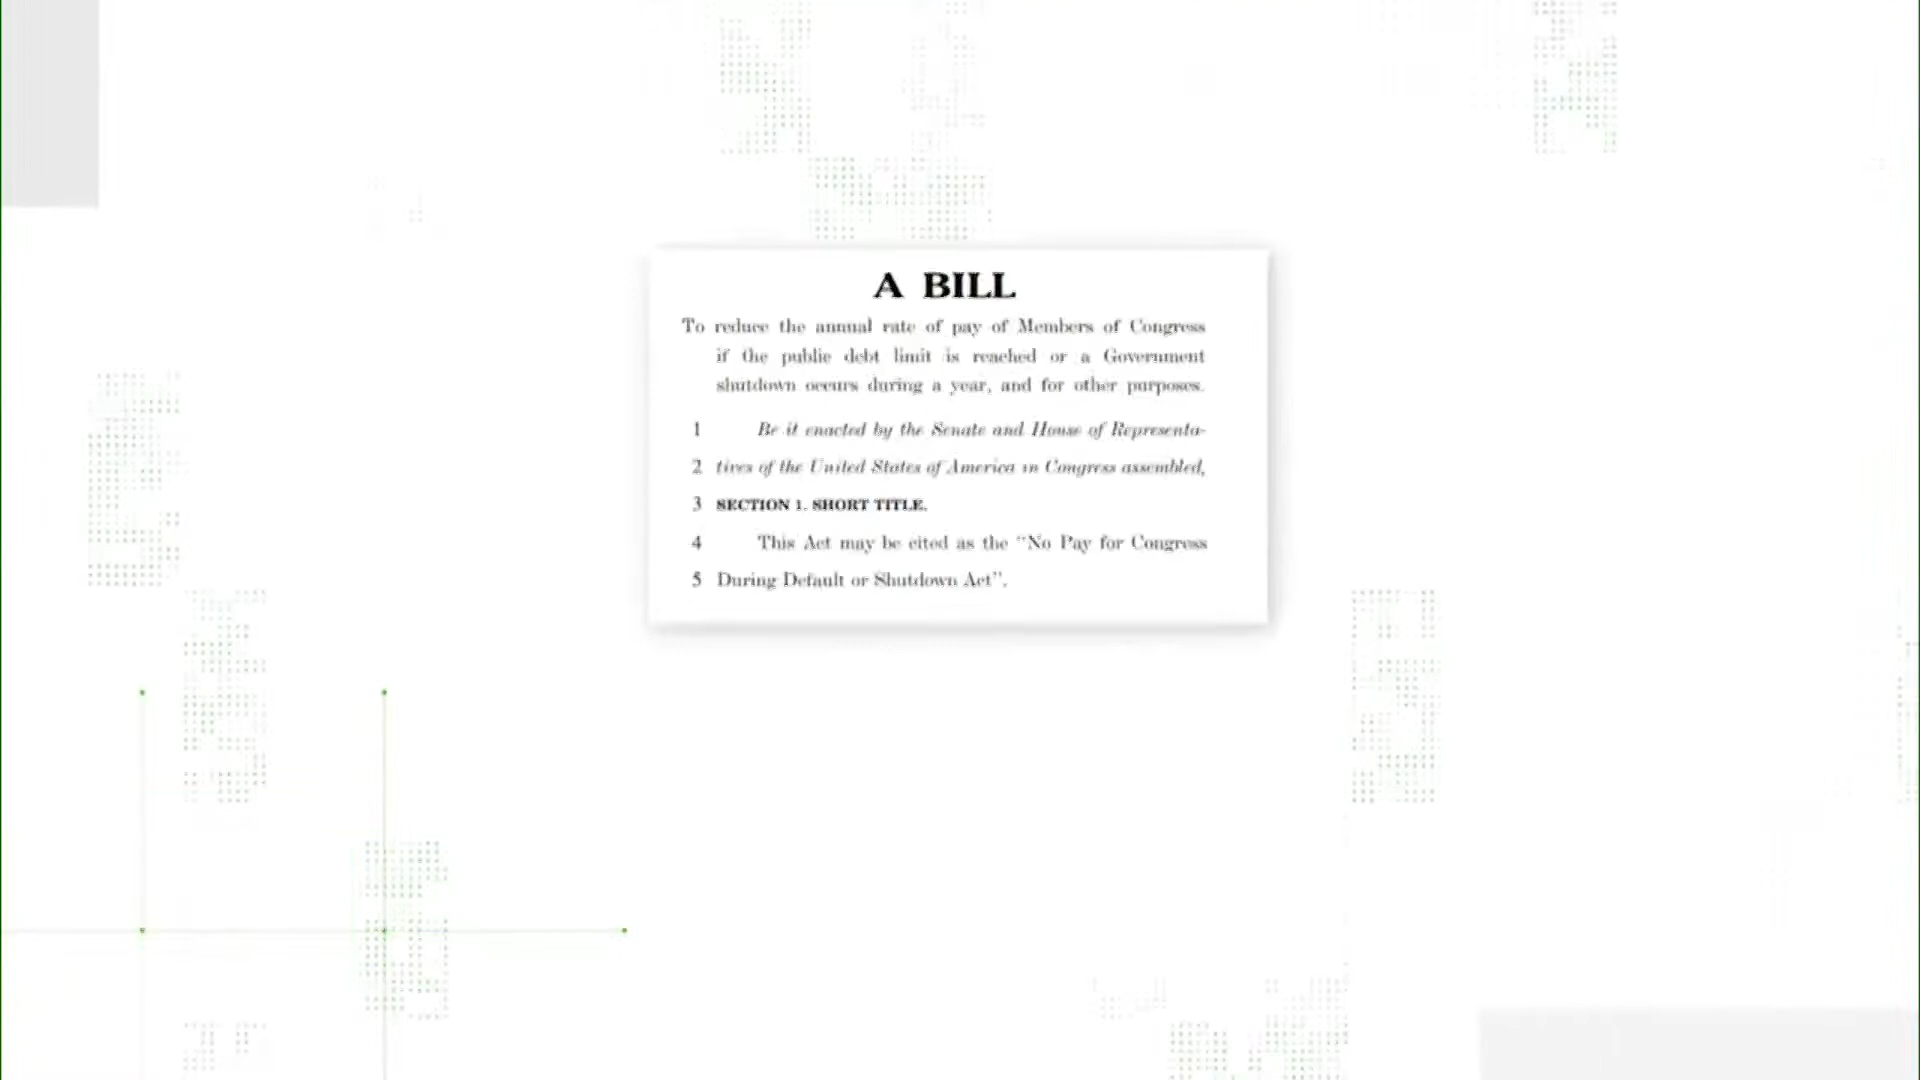 A BILL
To reduce the annual rate of pay of Members of Congress
if the public debt limit is reached or a Government
shutdown occurs during a year, and for other purposes.
1 Be it enacted by the Senate and House of Representa-
2 tives of the United States of America in Congress assembled,
3 SECTION 1. SHORT TITLE.
4 This Act may be cited as the “No Pay for Congress
5 During Default or Shutdown Act”.